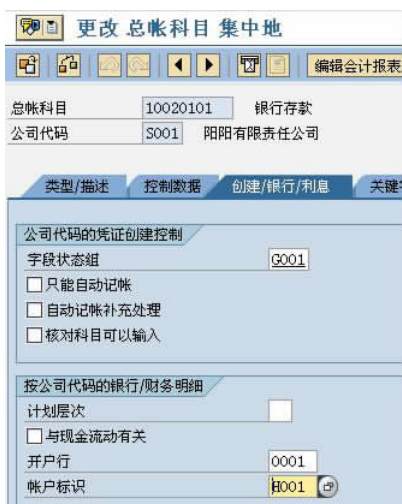 更改 总帐科目 集中地
编辑会计报表
总帐科目 10020101 银行存款
公司代码 S001 阳阳有限责任公司
类型/描述 控制数据 创建/银行/利息 关键
公司代码的凭证创建控制
字段状态组 G001
只能自动记帐
自动记帐补充处理
核对科目可以输入
按公司代码的银行/财务明细
计划层次
与现金流动有关
开户行 0001
帐户标识 H001